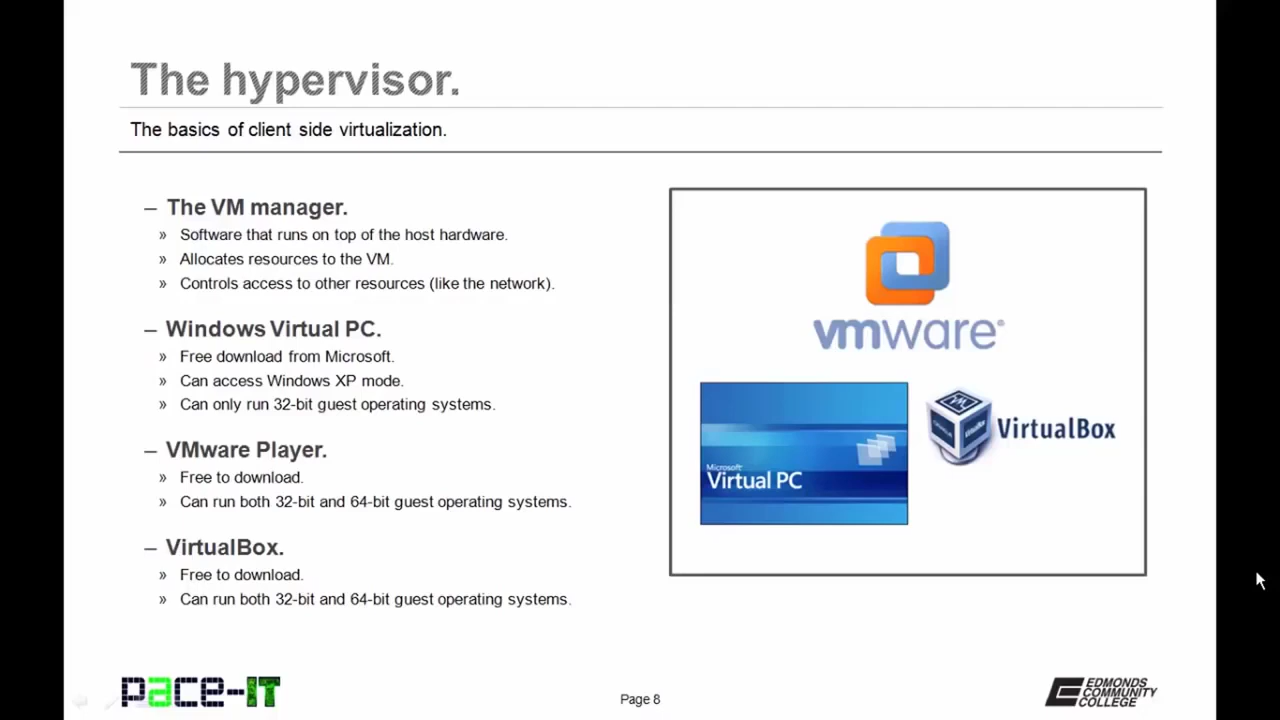 The hypervisor.
The basics of client side virtualization.
– The VM manager.
» Software that runs on top of the host hardware.
» Allocates resources to the VM.
» Controls access to other resources (like the network).
– Windows Virtual PC.
» Free download from Microsoft.
» Can access Windows XP mode.
» Can only run 32-bit guest operating systems.
– VMware Player.
» Free to download.
» Can run both 32-bit and 64-bit guest operating systems.
– VirtualBox.
» Free to download.
» Can run both 32-bit and 64-bit guest operating systems.
vmware®
Microsoft
Virtual PC
VirtualBox
pace-IT
Page 8
EDMONDS
COMMUNITY
COLLEGE